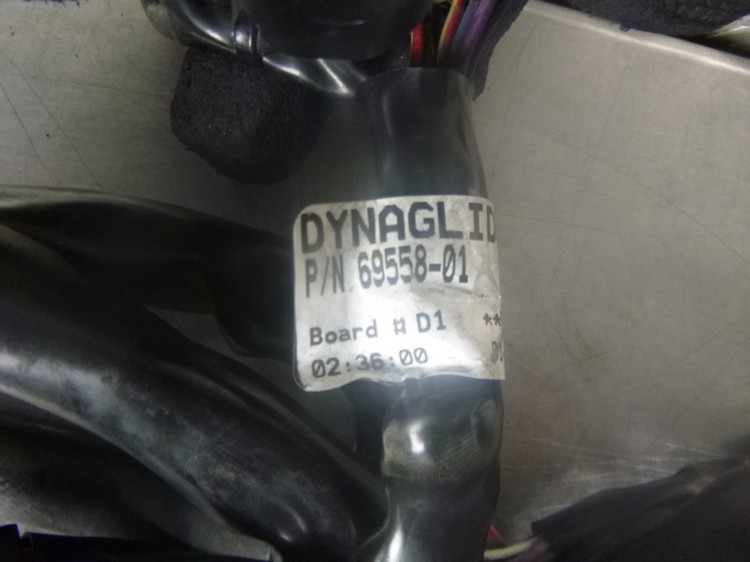 DYNAGLID
P/N 69558-01
Board # D1 **
02:36:00